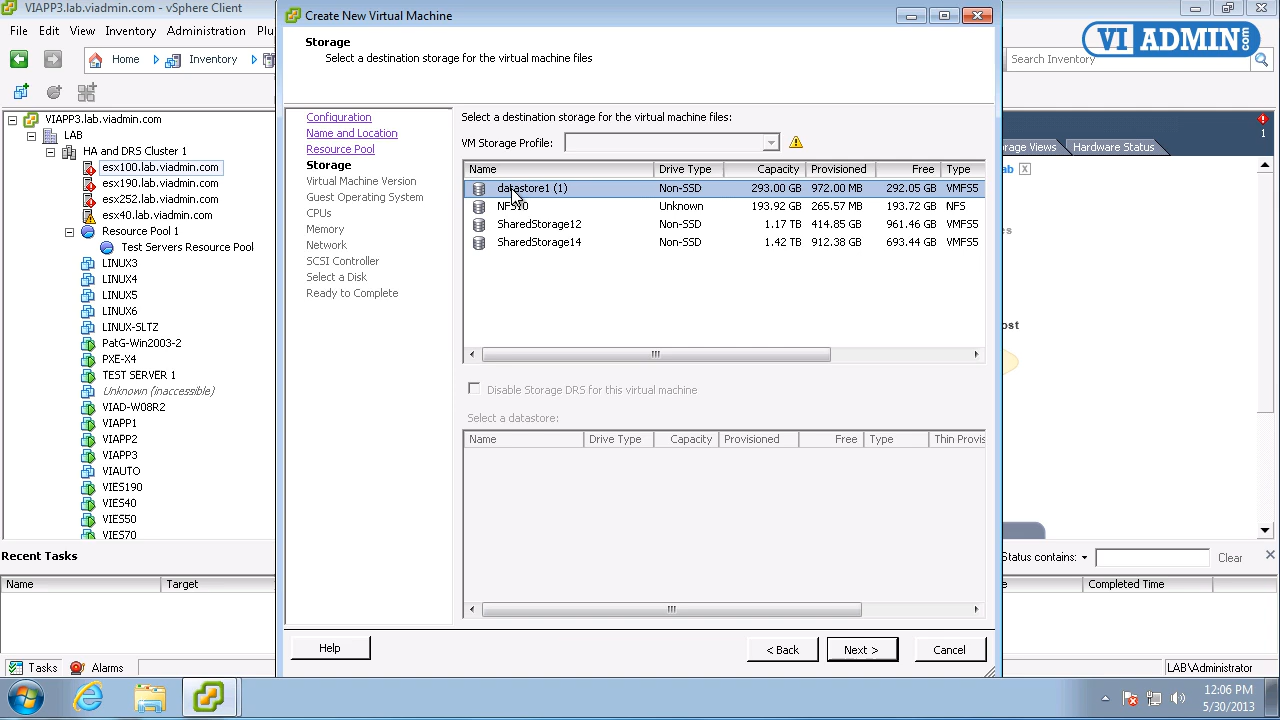 VIAPP3.lab.viadmin.com - vSphere Client
Create New Virtual Machine
File Edit View Inventory Administration Plu
Storage
Select a destination storage for the virtual machine files
VI ADMIN .com
Home Inventory
Search Inventory
VIAPP3.lab.viadmin.com
LAB
HA and DRS Cluster 1
esx100.lab.viadmin.com
esx190.lab.viadmin.com
esx252.lab.viadmin.com
esx40.lab.viadmin.com
Resource Pool 1
Test Servers Resource Pool
LINUX3
LINUX4
LINUX5
LINUX6
LINUX-SLTZ
PatG-Win2003-2
PXE-X4
TEST SERVER 1
Unknown (inaccessible)
VIAD-W08R2
VIAPP1
VIAPP2
VIAPP3
VIAUTO
VIES190
VIES40
VIES50
VIES70
Configuration
Name and Location
Resource Pool
Storage
Virtual Machine Version
Guest Operating System
CPUs
Memory
Network
SCSI Controller
Select a Disk
Ready to Complete
Select a destination storage for the virtual machine files:
VM Storage Profile:
Name Drive Type Capacity Provisioned Free Type
datastore1 (1) Non-SSD 293.00 GB 972.00 MB 292.05 GB VMFS5
Unknown 193.92 GB 265.57 MB 193.72 GB NFS
SharedStorage12 Non-SSD 1.17 TB 414.85 GB 961.46 GB VMFS5
SharedStorage14 Non-SSD 1.42 TB 912.38 GB 693.44 GB VMFS5
Disable Storage DRS for this virtual machine
Select a datastore:
Name Drive Type Capacity Provisioned Free Type Thin Provis
Help < Back Next > Cancel
rage Views Hardware Status
1
ab X
s
ost
Recent Tasks
Status contains: Clear
Name Target
e Completed Time
Tasks Alarms
LAB\Administrator
12:06 PM
5/30/2013